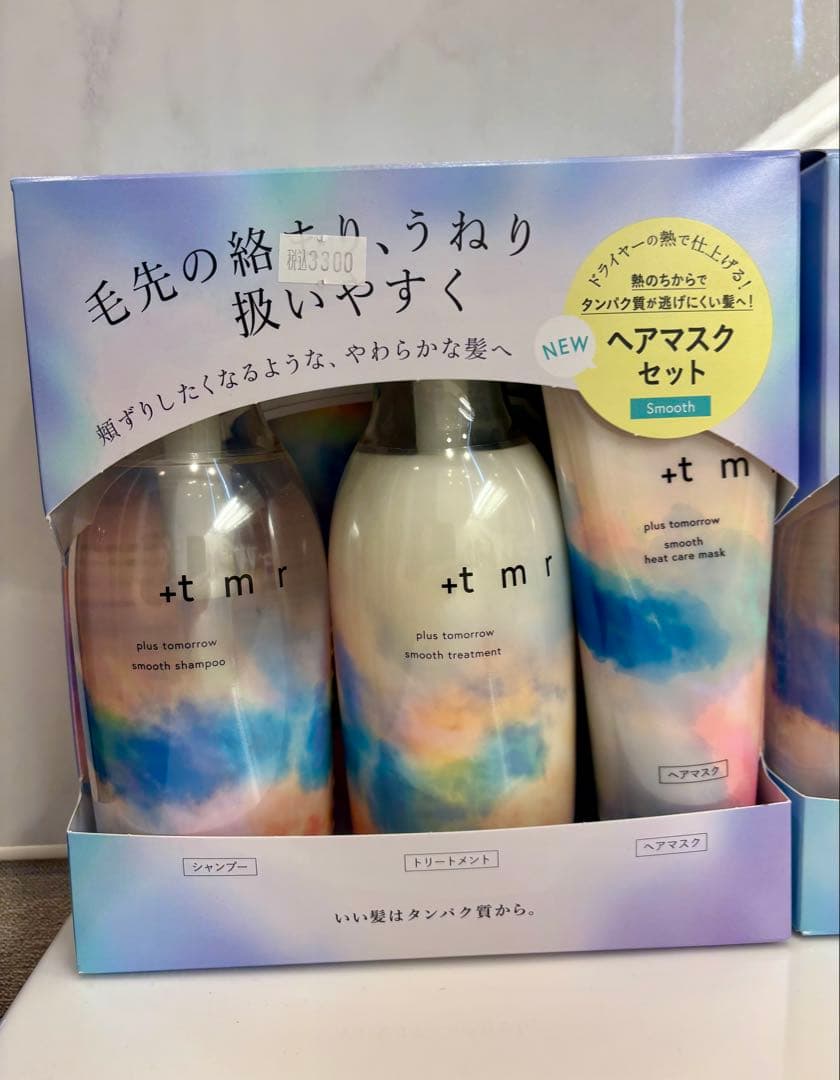 毛先の絡まり、うねり
扱いやすく
頬ずりしたくなるような、やわらかな髪へ
税込3300
ドライヤーの熱で仕上げる!
熱のちからで
タンパク質が逃げにくい髪へ!
NEW
ヘアマスク
セット
Smooth
+t m r
plus tomorrow
smooth shampoo
+t m r
plus tomorrow
smooth treatment
+t m
plus tomorrow
smooth
heat care mask
ヘアマスク
シャンプー
トリートメント
ヘアマスク
いい髪はタンパク質から。